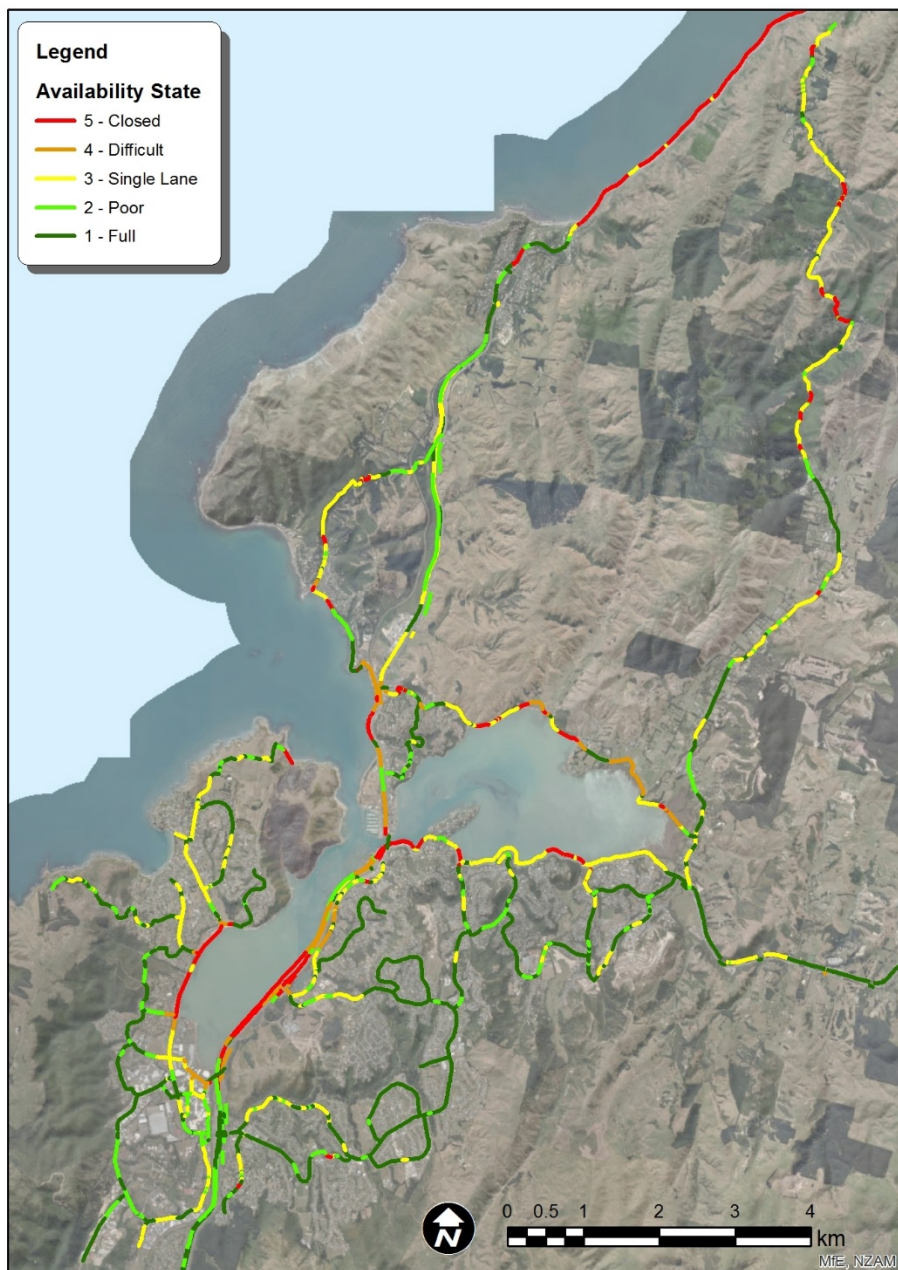 Legend
Availability State
5 - Closed
4 - Difficult
3 - Single Lane
2 - Poor
1 - Full
N
0 0.5 1 2 3 4
km
MfE, NZAM